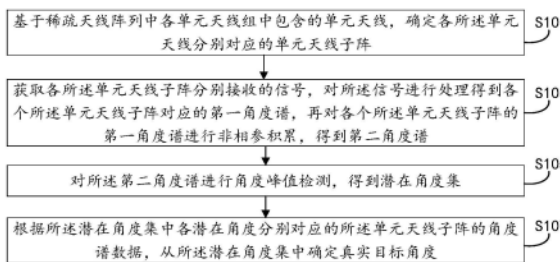 基于稀疏天线阵列中各单元天线组中包含的单元天线，确定各所述单元
天线分别对应的单元天线子阵
S10
获取各所述单元天线子阵分别接收的信号，对所述信号进行处理得到各
个所述单元天线子阵对应的第一角度谱，再对各个所述单元天线子阵的
第一角度谱进行非相参积累，得到第二角度谱
S10
对所述第二角度谱进行角度峰值检测，得到潜在角度集
S10
根据所述潜在角度集中各潜在角度分别对应的所述单元天线子阵的角度
谱数据，从所述潜在角度集中确定真实目标角度
S10